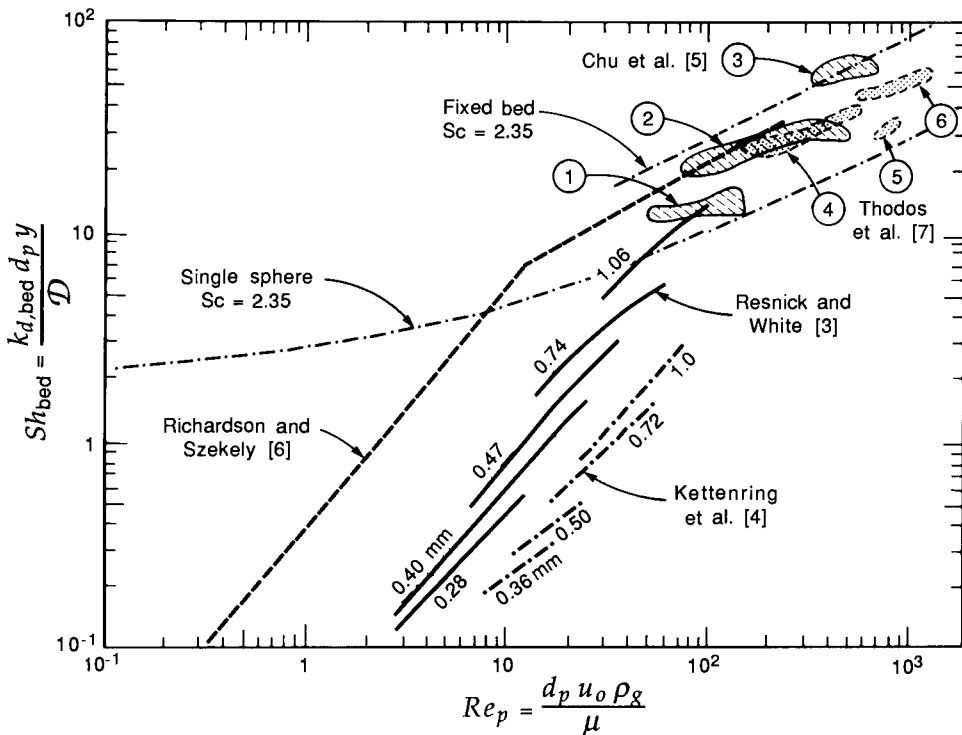 10²
10
1
10⁻¹
Sh_bed = k_d,bed d_p y / 𝒟
Chu et al. [5]
3
Fixed bed
Sc = 2.35
2
6
1
4
5
Thodos
et al. [7]
Single sphere
Sc = 2.35
1.06
Resnick and
White [3]
0.74
1.0
Richardson and
Szekely [6]
0.47
0.72
Kettenring
et al. [4]
0.40 mm
0.50
0.28
0.36 mm
10⁻¹
1
10
10²
10³
Re_p = d_p u_o ρ_g / μ